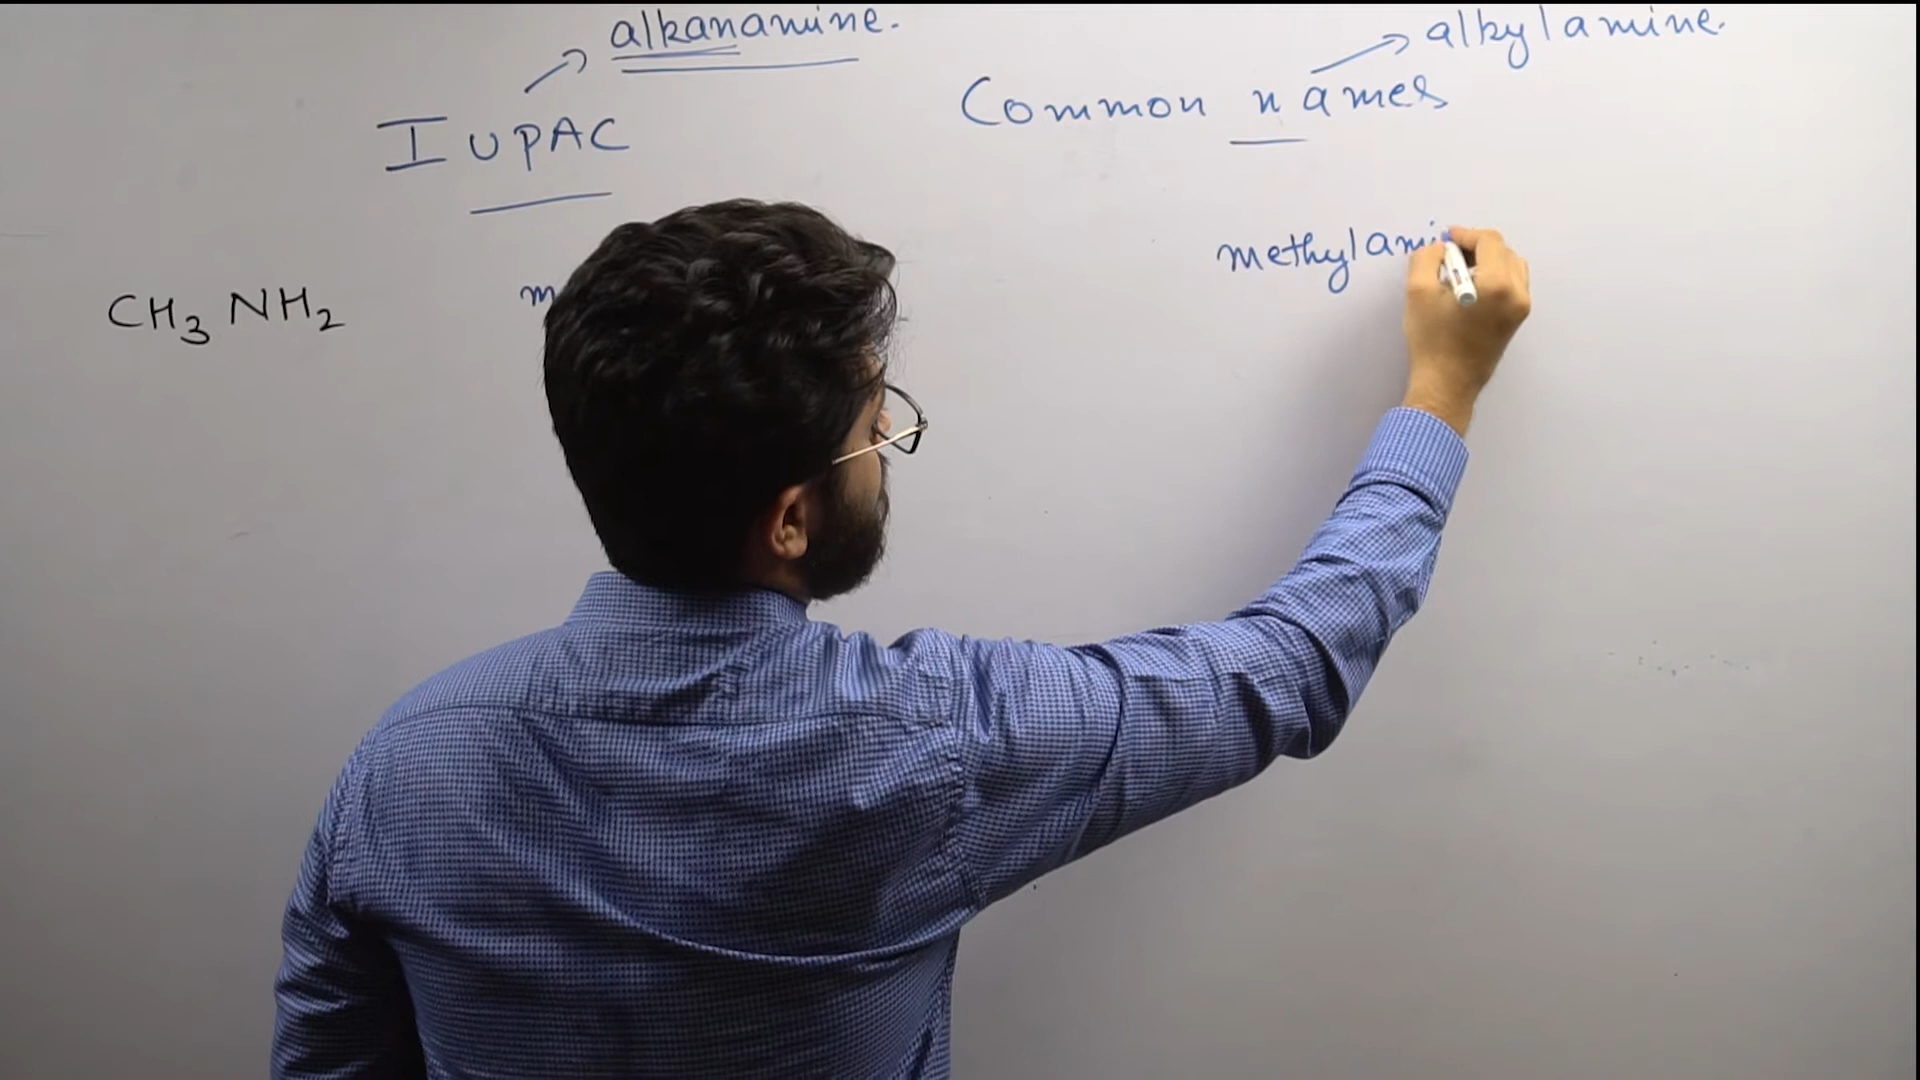 alkanamine.
alkylamine.
IUPAC
Common names
methylami
CH3 NH2
m